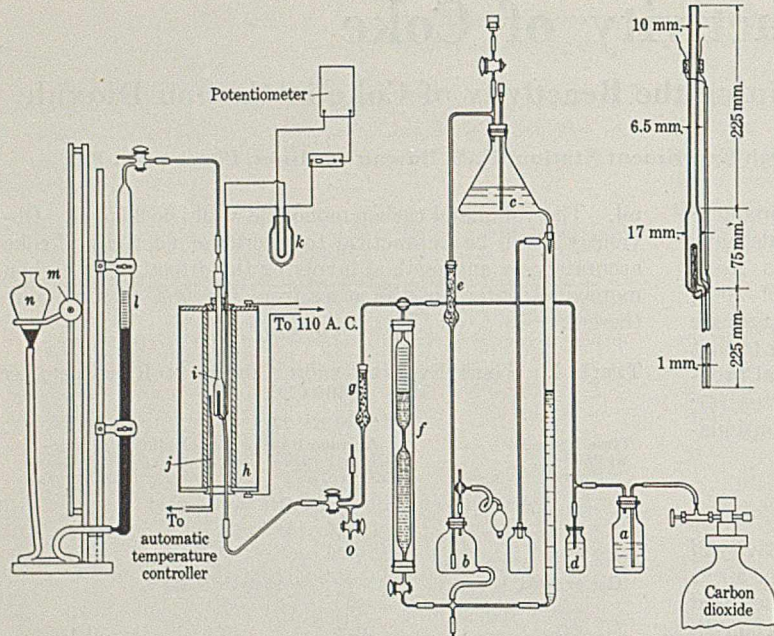 Potentiometer
10 mm.
6.5 mm.
17 mm.
1 mm.
225 mm.
75 mm.
225 mm.
c
k
m
n
l
e
To 110 A. C.
i
g
f
j
h
To
automatic
temperature
controller
o
b
d
a
Carbon
dioxide